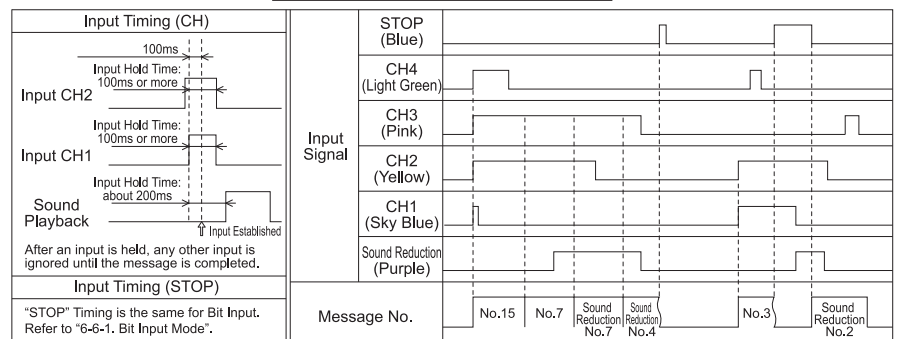 Input Timing (CH)
100ms
Input Hold Time:
100ms or more
Input CH2
Input Hold Time:
100ms or more
Input CH1
Input Hold Time:
about 200ms
Sound
Playback
Input Established
After an input is held, any other input is
ignored until the message is completed.
Input Timing (STOP)
“STOP” Timing is the same for Bit Input.
Refer to “6-6-1. Bit Input Mode”.
Input
Signal
STOP
(Blue)
CH4
(Light Green)
CH3
(Pink)
CH2
(Yellow)
CH1
(Sky Blue)
Sound Reduction
(Purple)
Message No.
No.15
No.7
Sound
Reduction
No.7
Sound
Reduction
No.4
No.3
Sound
Reduction
No.2